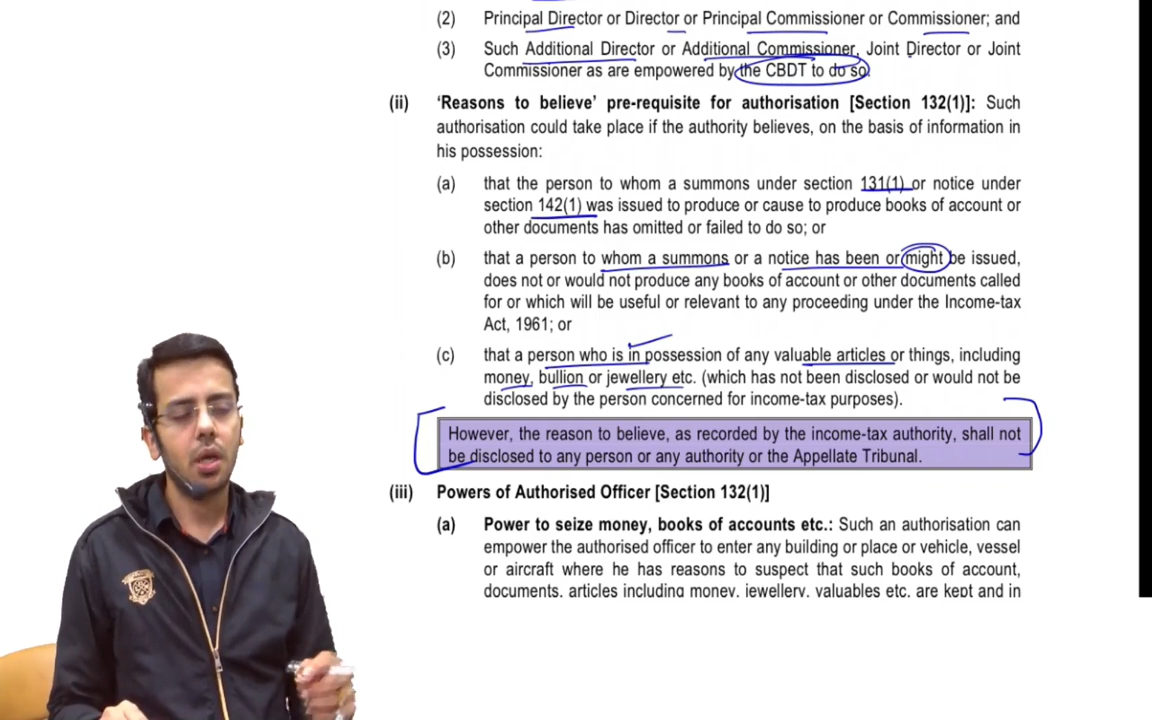 (2) Principal Director or Director or Principal Commissioner or Commissioner; and
(3) Such Additional Director or Additional Commissioner, Joint Director or Joint
Commissioner as are empowered by the CBDT to do so.
(ii) ‘Reasons to believe’ pre-requisite for authorisation [Section 132(1)]: Such
authorisation could take place if the authority believes, on the basis of information in
his possession:
(a) that the person to whom a summons under section 131(1) or notice under
section 142(1) was issued to produce or cause to produce books of account or
other documents has omitted or failed to do so; or
(b) that a person to whom a summons or a notice has been or might be issued,
does not or would not produce any books of account or other documents called
for or which will be useful or relevant to any proceeding under the Income-tax
Act, 1961; or
(c) that a person who is in possession of any valuable articles or things, including
money, bullion or jewellery etc. (which has not been disclosed or would not be
disclosed by the person concerned for income-tax purposes).
However, the reason to believe, as recorded by the income-tax authority, shall not
be disclosed to any person or any authority or the Appellate Tribunal.
(iii) Powers of Authorised Officer [Section 132(1)]
(a) Power to seize money, books of accounts etc.: Such an authorisation can
empower the authorised officer to enter any building or place or vehicle, vessel
or aircraft where he has reasons to suspect that such books of account,
documents, articles including money, jewellery, valuables etc. are kept and in